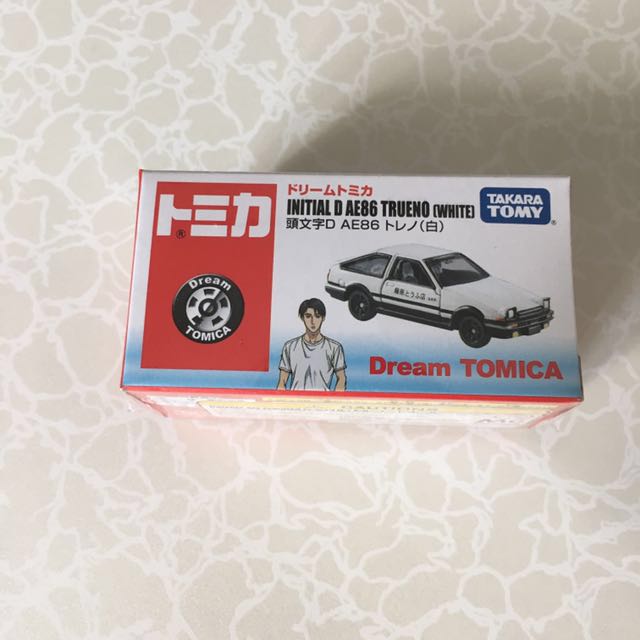 トミカ®
Dream
TOMICA
ドリームトミカ
INITIAL D AE86 TRUENO (WHITE)
頭文字D AE86 トレノ(白)
TAKARA
TOMY®
Dream TOMICA